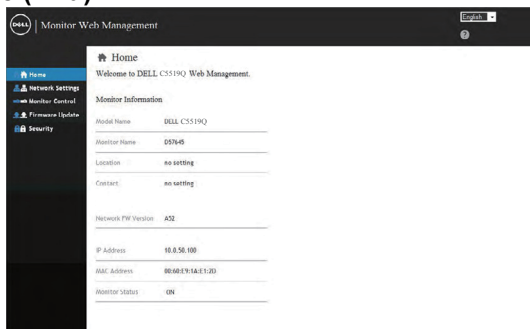 DELL | Monitor Web Management
English
Home
Welcome to DELL C5519Q Web Management.
Home
Network Settings
Monitor Control
Firmware Update
Security
Monitor Information
Model Name DELL C5519Q
Monitor Name D57645
Location no setting
Contact no setting
Network FW Version A52
IP Address 10.0.50.100
MAC Address 00:60:E9:1A:E1:2D
Monitor Status ON